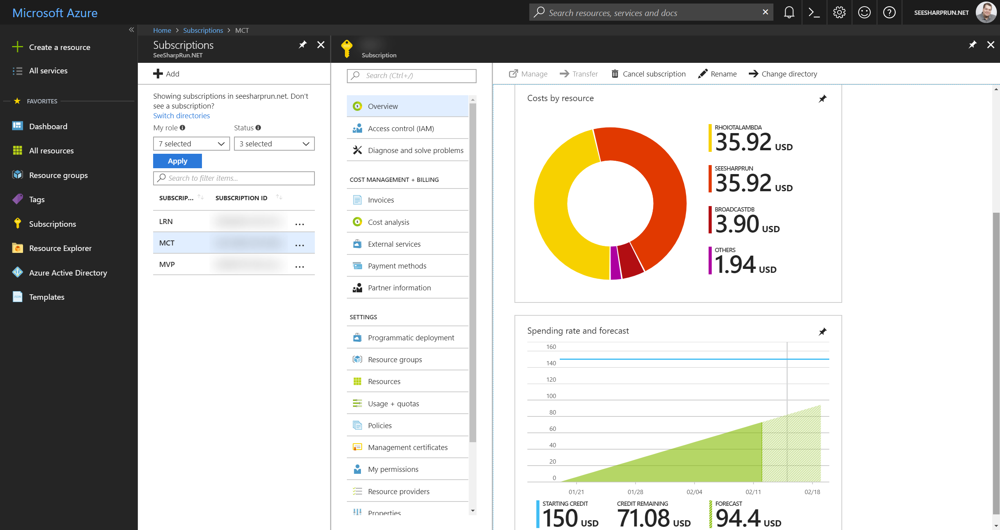 Microsoft Azure
Search resources, services and docs
SEESHARPRUN.NET
Home > Subscriptions > MCT
Create a resource
All services
FAVORITES
Dashboard
All resources
Resource groups
Tags
Subscriptions
Resource Explorer
Azure Active Directory
JSON
Templates
Subscriptions
SeeSharpRun.NET
Add
Showing subscriptions in seesharprun.net. Don't
see a subscription?
Switch directories
My role
Status
7 selected
3 selected
Apply
Search to filter items...
SUBSCRIP...
SUBSCRIPTION ID
LRN
...
MCT
...
MVP
...
Subscription
Search (Ctrl+/)
Overview
Access control (IAM)
Diagnose and solve problems
COST MANAGEMENT + BILLING
Invoices
Cost analysis
External services
Payment methods
Partner information
SETTINGS
Programmatic deployment
Resource groups
Resources
Usage + quotas
Policies
Management certificates
My permissions
Resource providers
Properties
Manage
Transfer
Cancel subscription
Rename
Change directory
Costs by resource
RHOIOTALAMBDA
35.92 USD
SEESHARPRUN
35.92 USD
BROADCASTDB
3.90 USD
OTHERS
1.94 USD
Spending rate and forecast
160
140
120
100
80
60
40
20
0
01/21
01/28
02/04
02/11
02/18
STARTING CREDIT
150 USD
CREDIT REMAINING
71.08 USD
FORECAST
94.4 USD